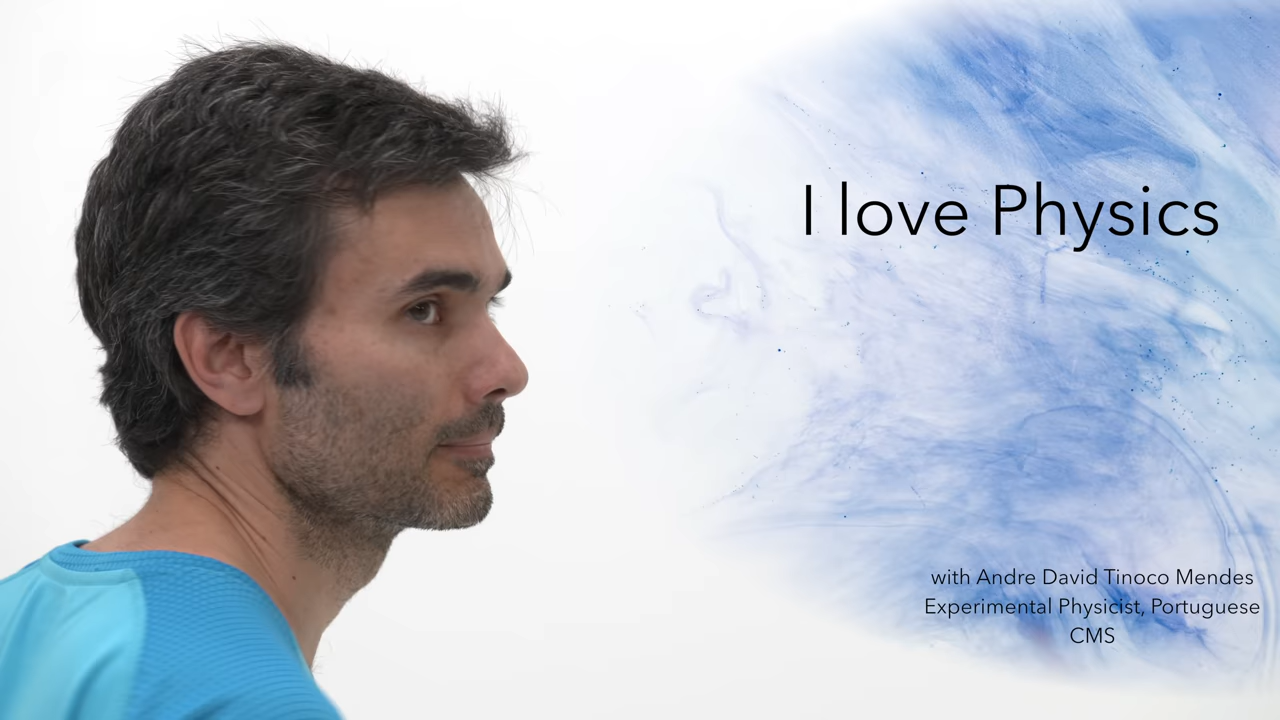 I love Physics
with Andre David Tinoco Mendes
Experimental Physicist, Portuguese
CMS